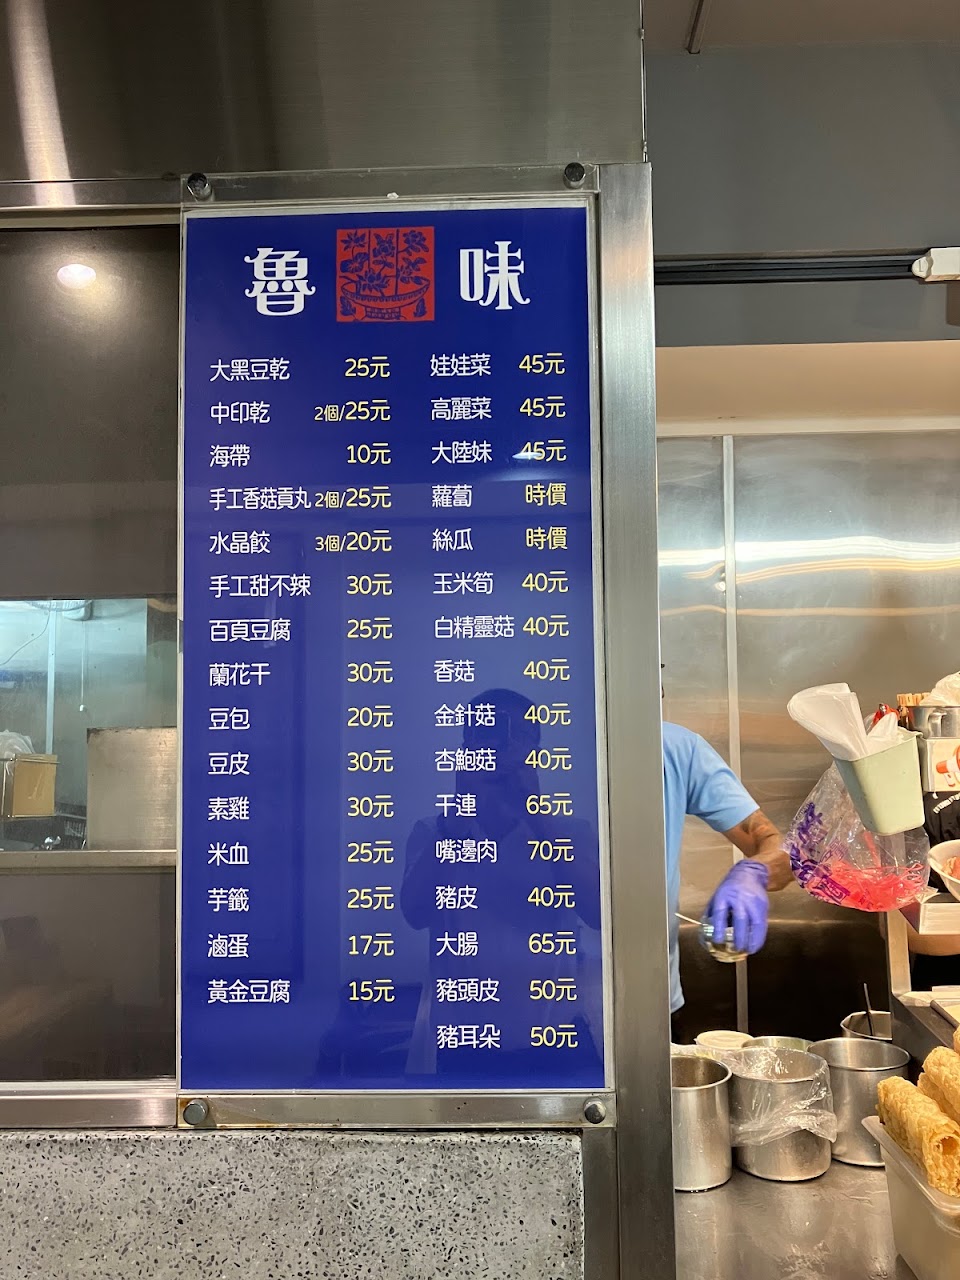 魯味
大黑豆乾 25元
中印乾 2個/25元
海帶 10元
手工香菇貢丸 2個/25元
水晶餃 3個/20元
手工甜不辣 30元
百頁豆腐 25元
蘭花干 30元
豆包 20元
豆皮 30元
素雞 30元
米血 25元
芋籤 25元
滷蛋 17元
黃金豆腐 15元
娃娃菜 45元
高麗菜 45元
大陸妹 45元
蘿蔔 時價
絲瓜 時價
玉米筍 40元
白精靈菇 40元
香菇 40元
金針菇 40元
杏鮑菇 40元
干連 65元
嘴邊肉 70元
豬皮 40元
大腸 65元
豬頭皮 50元
豬耳朵 50元